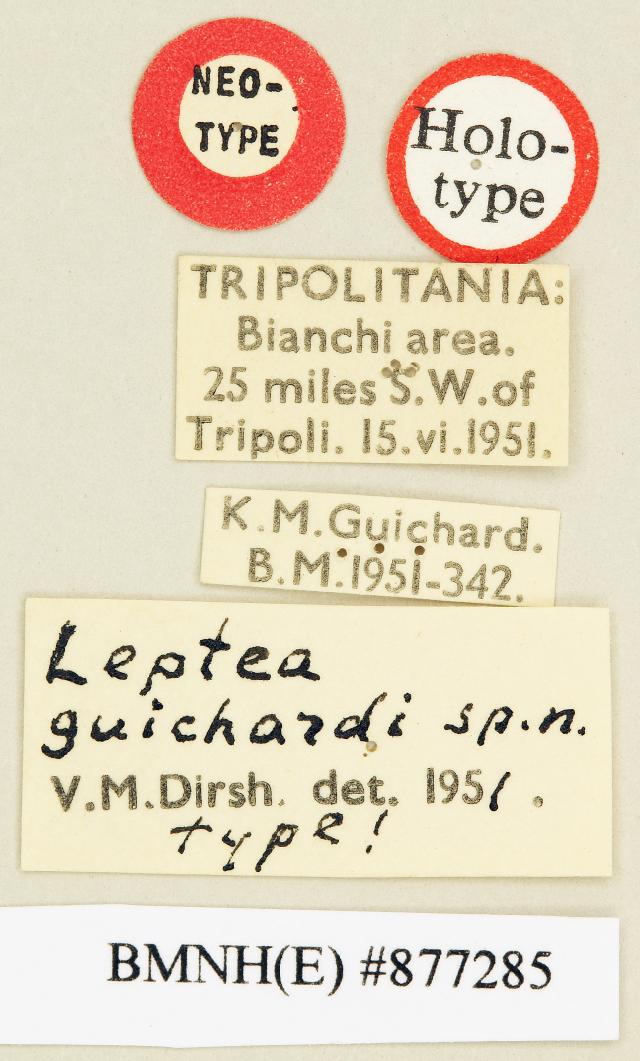 NEO-
TYPE
Holo-
type
TRIPOLITANIA:
Bianchi area.
25 miles S.W. of
Tripoli. 15.vi.1951.
K.M.Guichard.
B.M.1951-342.
Leptea
guichardi sp.n.
V.M.Dirsh. det. 1951.
type!
BMNH(E) #877285